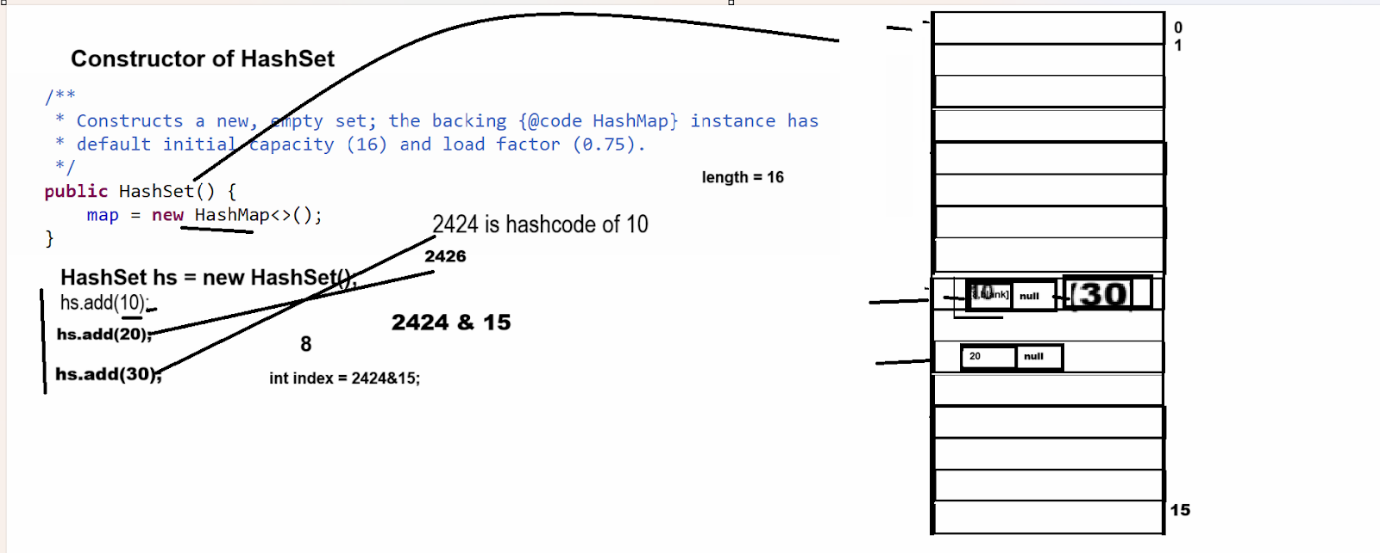 Constructor of HashSet
/**
* Constructs a new, empty set; the backing {@code HashMap} instance has
* default initial capacity (16) and load factor (0.75).
*/
public HashSet() {
map = new HashMap<>();
}
length = 16
2424 is hashcode of 10
2426
HashSet hs = new HashSet();
hs.add(10);
hs.add(20);
hs.add(30);
2424 & 15
8
int index = 2424&15;
0
1
10 null (30)
20 null
15